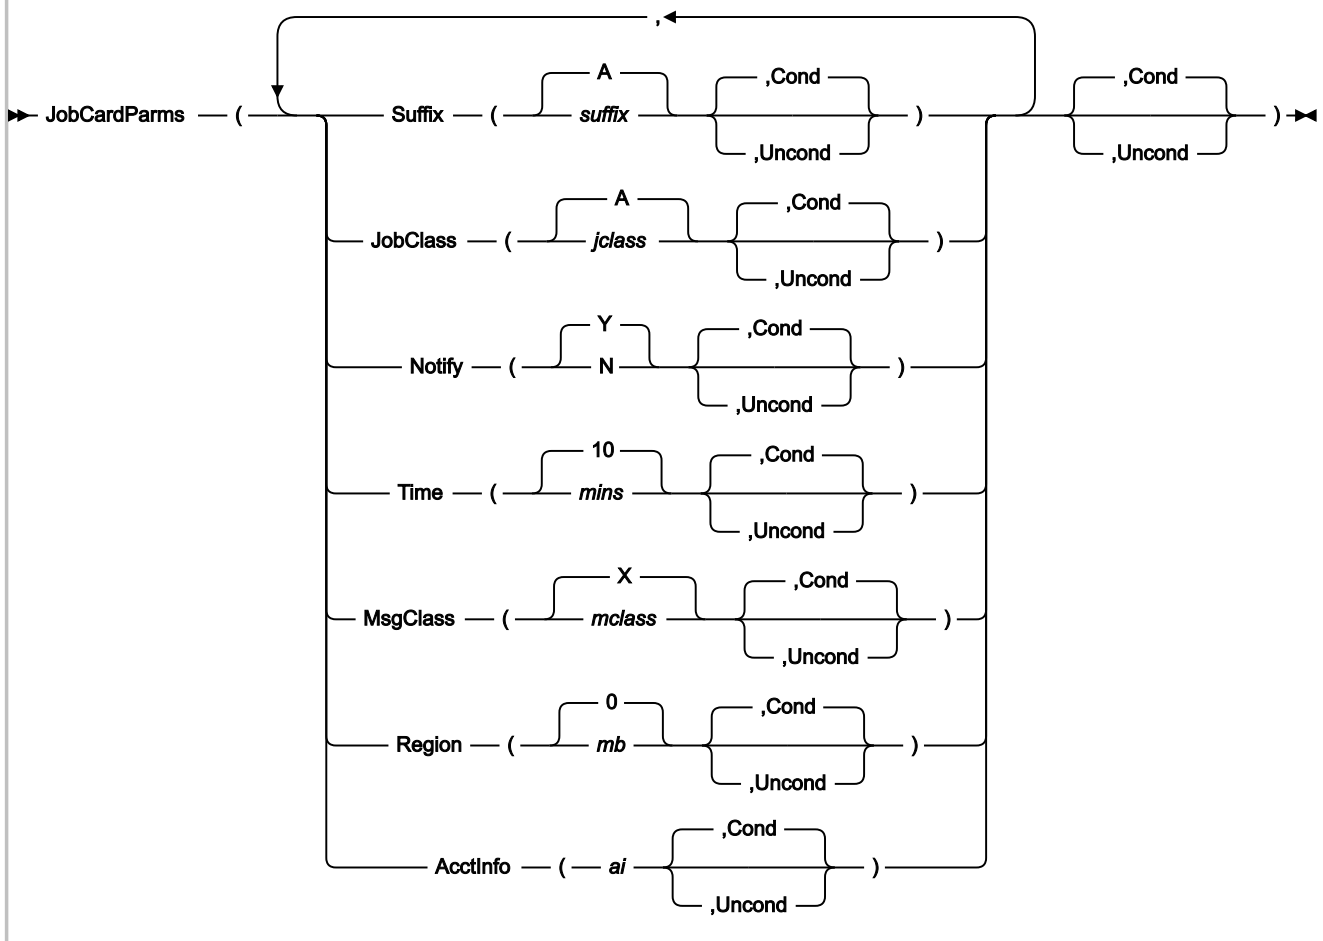 ,
A ,Cond ,Cond
JobCardParms ( Suffix ( suffix ) )
,Uncond ,Uncond
A ,Cond
JobClass ( jclass )
,Uncond
Y ,Cond
Notify ( N )
,Uncond
10 ,Cond
Time ( mins )
,Uncond
X ,Cond
MsgClass ( mclass )
,Uncond
0 ,Cond
Region ( mb )
,Uncond
,Cond
AcctInfo ( ai )
,Uncond